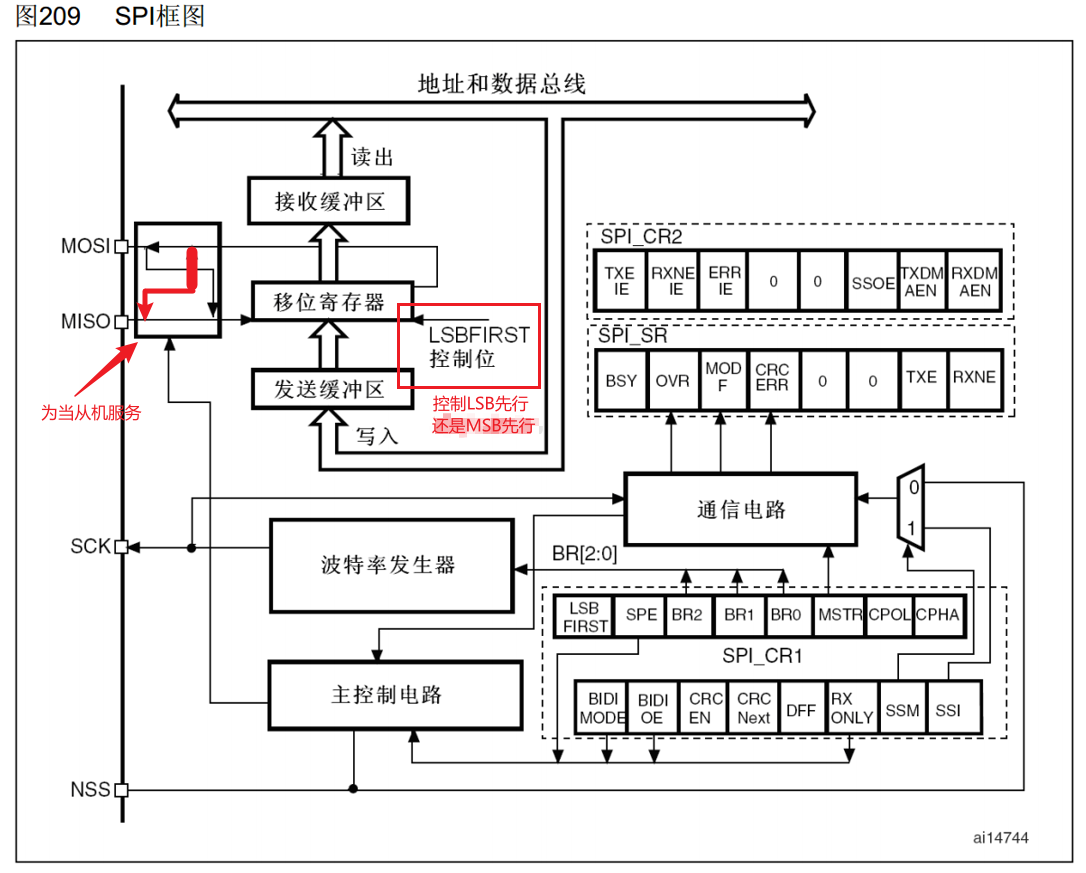 图209 SPI框图
地址和数据总线
读出
接收缓冲区
MOSI
移位寄存器
MISO
LSBFIRST
控制位
为当从机服务
发送缓冲区
控制LSB先行
还是MSB先行
写入
SPI_CR2
TXE IE
RXNE IE
ERR IE
0
0
SSOE
TXDM AEN
RXDM AEN
SPI_SR
BSY
OVR
MOD F
CRC ERR
0
0
TXE
RXNE
通信电路
0
1
SCK
波特率发生器
BR[2:0]
LSB FIRST
SPE
BR2
BR1
BR0
MSTR
CPOL
CPHA
SPI_CR1
主控制电路
BIDI MODE
BIDI OE
CRC EN
CRC Next
DFF
RX ONLY
SSM
SSI
NSS
ai14744